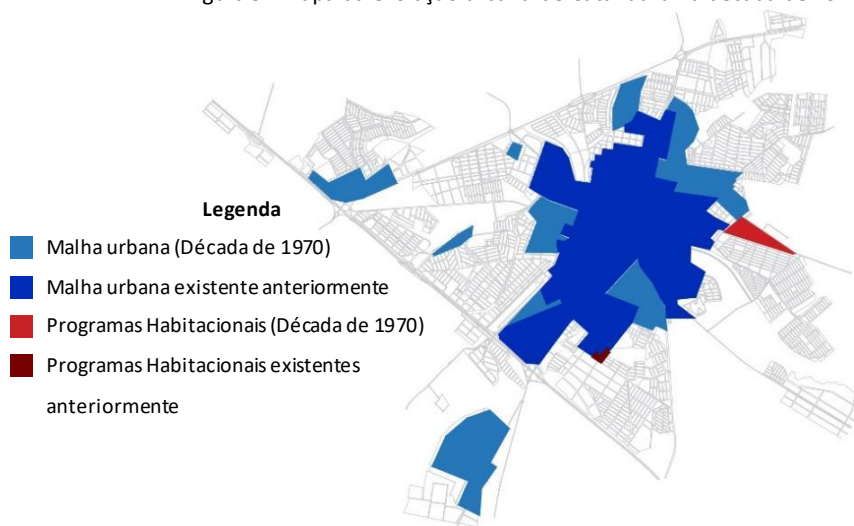 Legenda
Malha urbana (Década de 1970)
Malha urbana existente anteriormente
Programas Habitacionais (Década de 1970)
Programas Habitacionais existentes
anteriormente